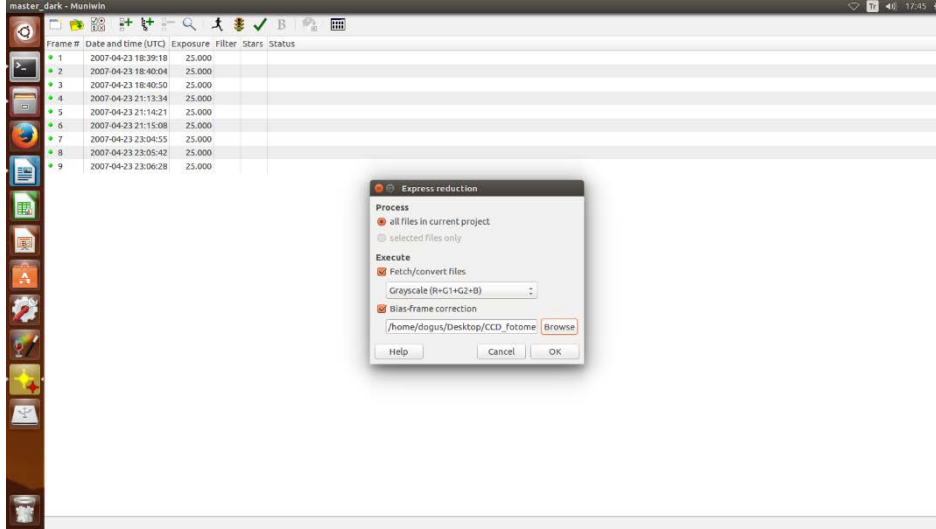 master_dark - Muniwin
Tr 17:45
Frame # Date and time (UTC) Exposure Filter Stars Status
1 2007-04-23 18:39:18 25.000
2 2007-04-23 18:40:04 25.000
3 2007-04-23 18:40:50 25.000
4 2007-04-23 21:13:34 25.000
5 2007-04-23 21:14:21 25.000
6 2007-04-23 21:15:08 25.000
7 2007-04-23 23:04:55 25.000
8 2007-04-23 23:05:42 25.000
9 2007-04-23 23:06:28 25.000
Express reduction
Process
all files in current project
selected files only
Execute
Fetch/convert files
Grayscale (R+G1+G2+B)
Bias-frame correction
/home/dogus/Desktop/CCD_fotome Browse
Help Cancel OK